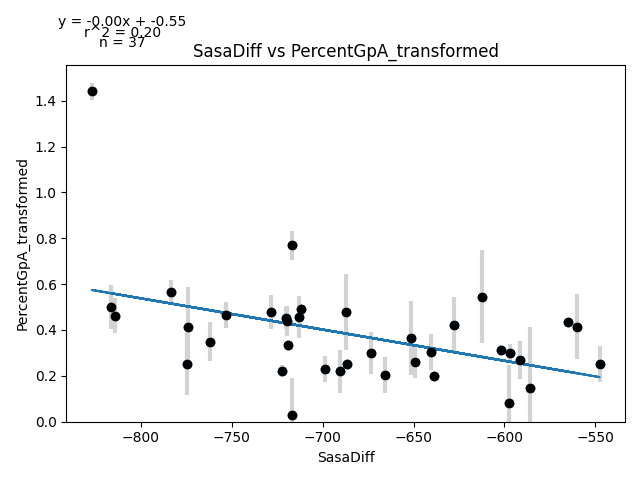 y = -0.00x + -0.55
r^2 = 0.20
n = 37
SasaDiff vs PercentGpA_transformed
PercentGpA_transformed
1.4
1.2
1.0
0.8
0.6
0.4
0.2
0.0
−800
−750
−700
−650
−600
−550
SasaDiff